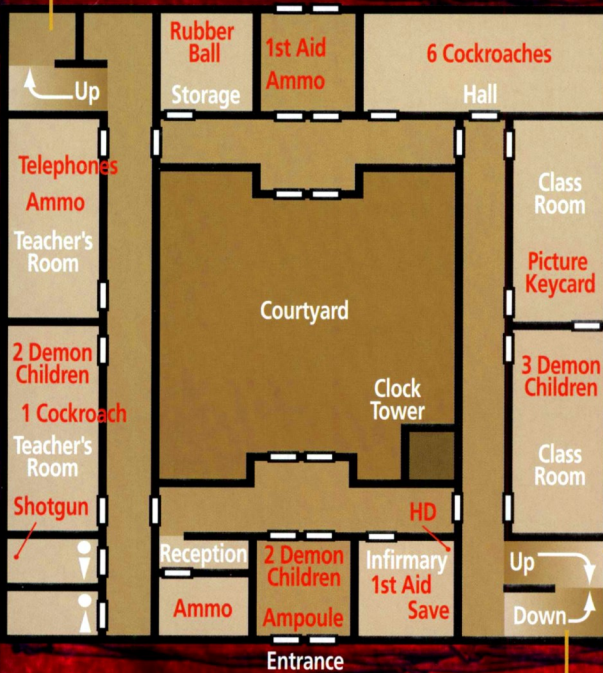 Rubber
Ball
Storage
1st Aid
Ammo
6 Cockroaches
Hall
Up
Telephones
Ammo
Teacher's
Room
Class
Room
Picture
Keycard
Courtyard
2 Demon
Children
1 Cockroach
Teacher's
Room
Clock
Tower
3 Demon
Children
Class
Room
Shotgun
HD
Reception
Ammo
2 Demon
Children
Ampoule
Infirmary
1st Aid
Save
Up
Down
Entrance